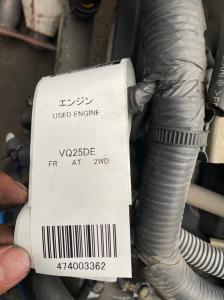 エンジン
USED ENGINE
VQ25DE
FR AT 2WD
474003362